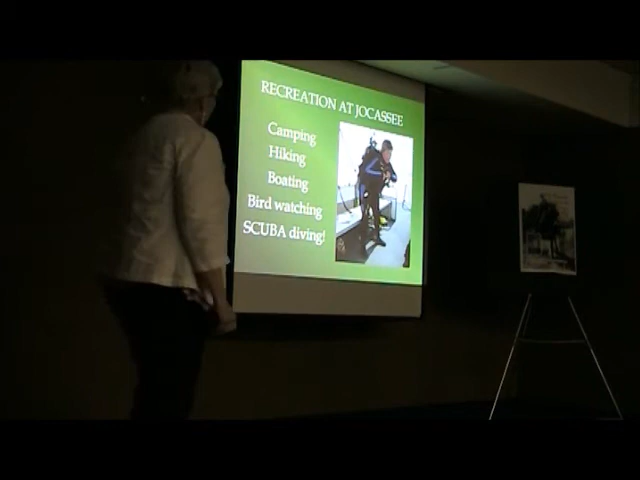 RECREATION AT JOCASSEE
Camping
Hiking
Boating
Bird watching
SCUBA diving!